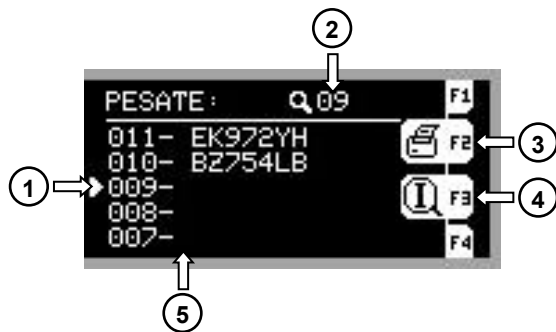 2
PESATE: 09 F1
011- EK972YH F2 3
010- BZ754LB
1 009- I F3 4
008-
007- F4
5